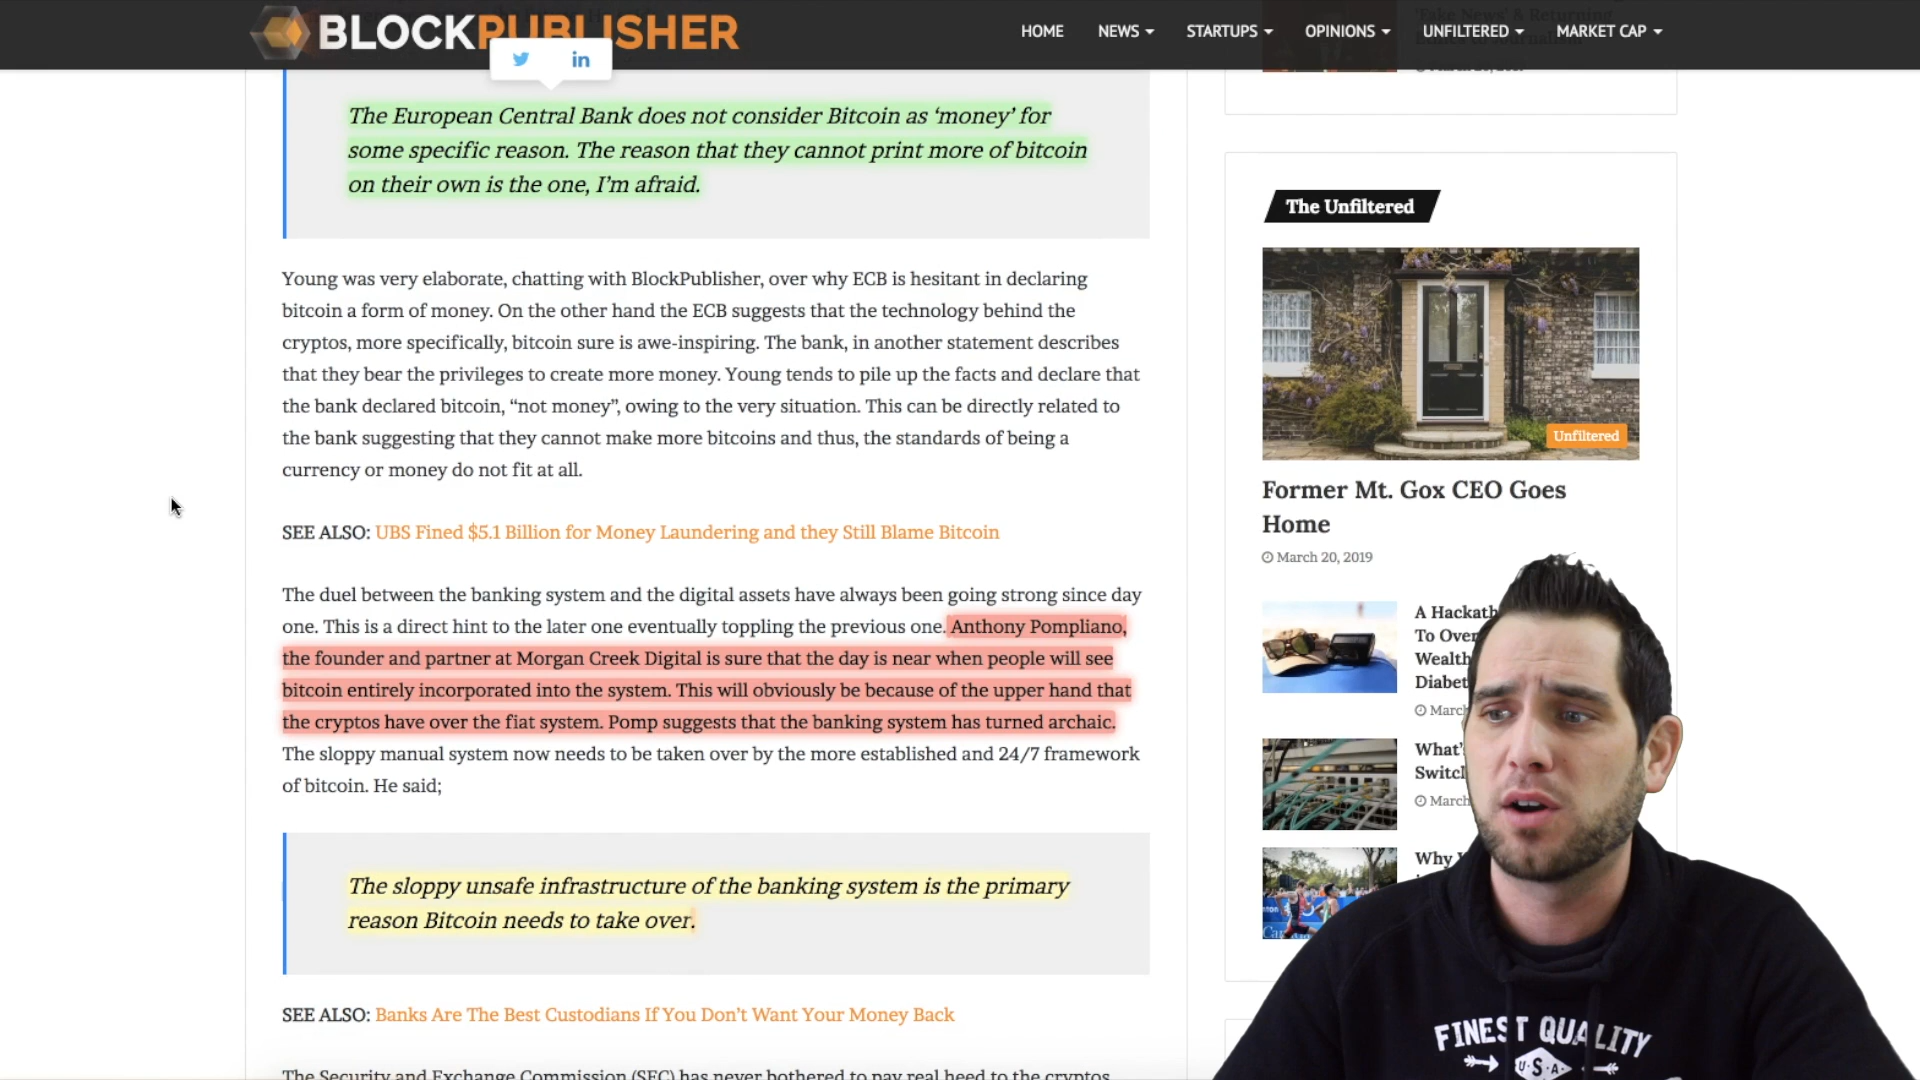 BLOCKPUBLISHER
HOME NEWS STARTUPS OPINIONS UNFILTERED MARKET CAP
in
'Fake News' & Returning
The European Central Bank does not consider Bitcoin as ‘money’ for
some specific reason. The reason that they cannot print more of bitcoin
on their own is the one, I’m afraid.
Young was very elaborate, chatting with BlockPublisher, over why ECB is hesitant in declaring
bitcoin a form of money. On the other hand the ECB suggests that the technology behind the
cryptos, more specifically, bitcoin sure is awe-inspiring. The bank, in another statement describes
that they bear the privileges to create more money. Young tends to pile up the facts and declare that
the bank declared bitcoin, “not money”, owing to the very situation. This can be directly related to
the bank suggesting that they cannot make more bitcoins and thus, the standards of being a
currency or money do not fit at all.
SEE ALSO: UBS Fined $5.1 Billion for Money Laundering and they Still Blame Bitcoin
The duel between the banking system and the digital assets have always been going strong since day
one. This is a direct hint to the later one eventually toppling the previous one. Anthony Pompliano,
the founder and partner at Morgan Creek Digital is sure that the day is near when people will see
bitcoin entirely incorporated into the system. This will obviously be because of the upper hand that
the cryptos have over the fiat system. Pomp suggests that the banking system has turned archaic.
The sloppy manual system now needs to be taken over by the more established and 24/7 framework
of bitcoin. He said;
The sloppy unsafe infrastructure of the banking system is the primary
reason Bitcoin needs to take over.
SEE ALSO: Banks Are The Best Custodians If You Don’t Want Your Money Back
The Security and Exchange Commission (SEC) has never bothered to pay real heed to the cryptos
The Unfiltered
Unfiltered
Former Mt. Gox CEO Goes
Home
March 20, 2019
A Hackath
To Over
Wealth
Diabet
March
What’
Switc
March
Why
FINEST QUALITY
U.S.A